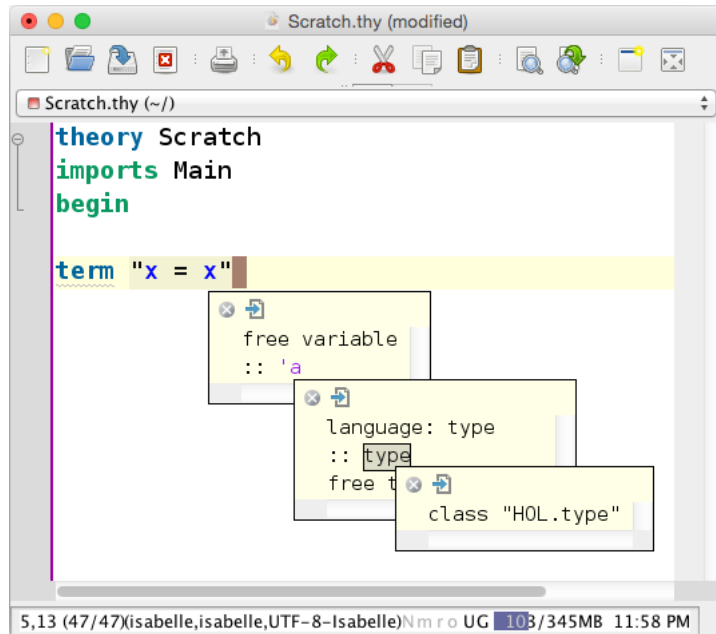 Scratch.thy (modified)
Scratch.thy (~/)
theory Scratch
imports Main
begin
term "x = x"
free variable
:: 'a
language: type
:: type
free t
class "HOL.type"
5,13 (47/47)(isabelle,isabelle,UTF-8-Isabelle)N m r o UG 103/345MB 11:58 PM